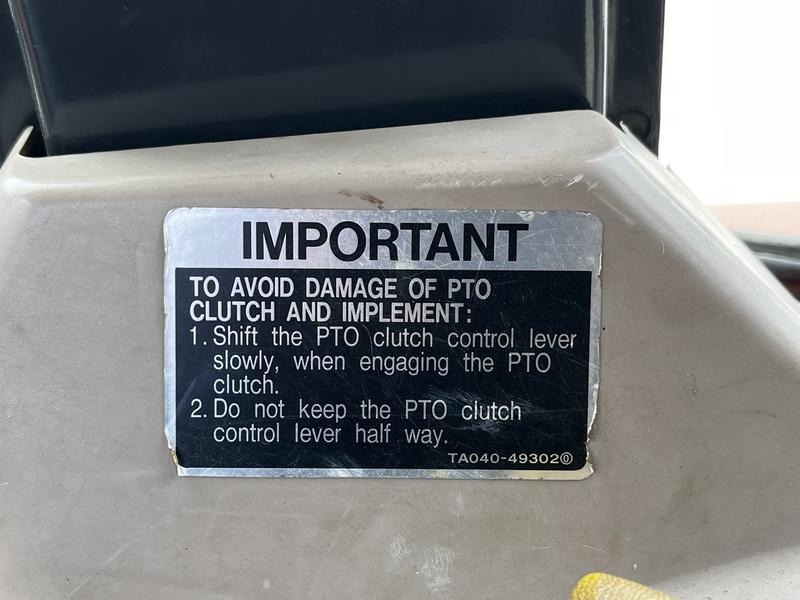 IMPORTANT
TO AVOID DAMAGE OF PTO
CLUTCH AND IMPLEMENT:
1. Shift the PTO clutch control lever
slowly, when engaging the PTO
clutch.
2. Do not keep the PTO clutch
control lever half way.
TA040-49302⓪